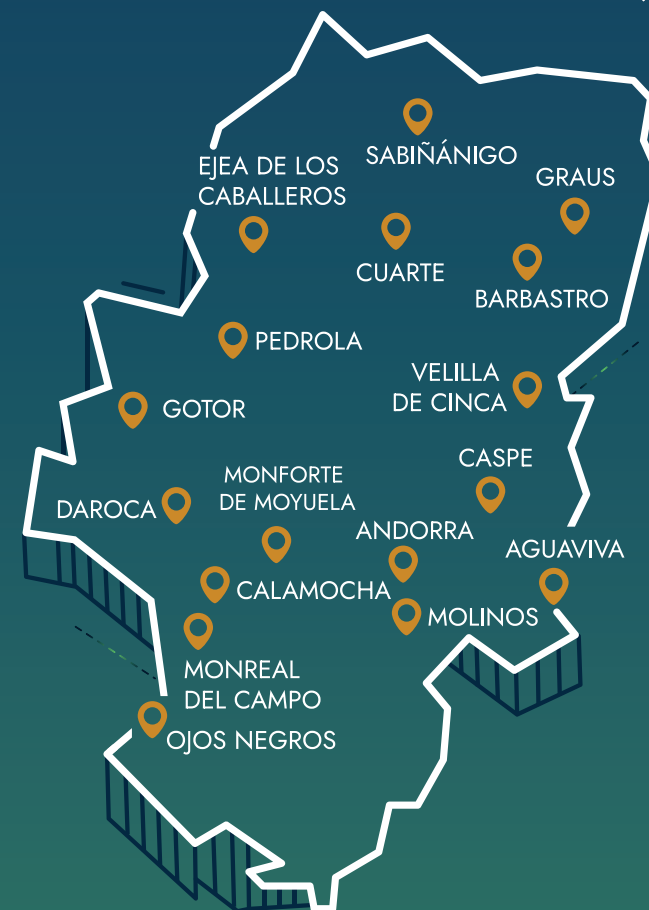 SABIÑÁNIGO
EJEA DE LOS
CABALLEROS
GRAUS
CUARTE
BARBASTRO
PEDROLA
VELILLA
DE CINCA
GOTOR
CASPE
MONFORTE
DE MOYUELA
DAROCA
ANDORRA
AGUAVIVA
CALAMOCHA
MOLINOS
MONREAL
DEL CAMPO
OJOS NEGROS